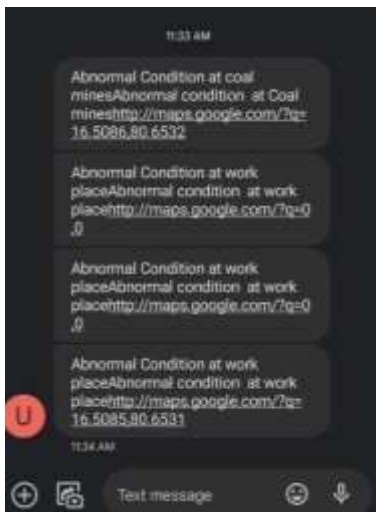 11:33 AM
Abnormal Condition at coal
minesAbnormal condition at Coal
mineshttp://maps.google.com/?q=
16.5086,80.6532
Abnormal Condition at work
placeAbnormal condition at work
placehttp://maps.google.com/?q=0
,0
Abnormal Condition at work
placeAbnormal condition at work
placehttp://maps.google.com/?q=0
,0
Abnormal Condition at work
placeAbnormal condition at work
placehttp://maps.google.com/?q=
16.5085,80.6531
U
11:34 AM
Text message